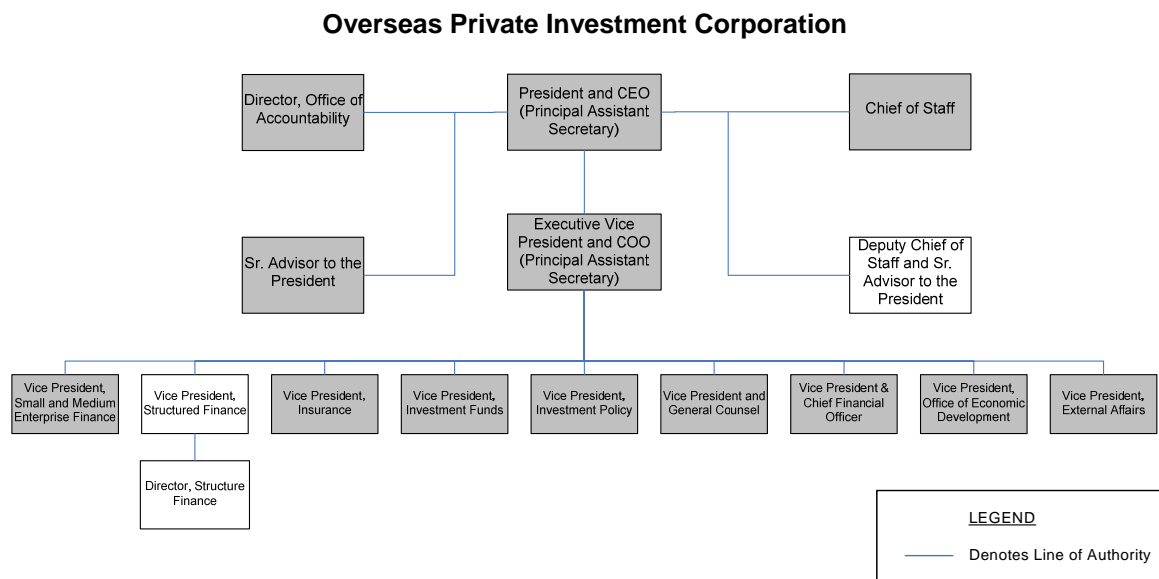 Overseas Private Investment Corporation
Director, Office of
Accountability
President and CEO
(Principal Assistant
Secretary)
Chief of Staff
Sr. Advisor to the
President
Executive Vice
President and COO
(Principal Assistant
Secretary)
Deputy Chief of
Staff and Sr.
Advisor to the
President
Vice President,
Small and Medium
Enterprise Finance
Vice President,
Structured Finance
Vice President,
Insurance
Vice President,
Investment Funds
Vice President,
Investment Policy
Vice President and
General Counsel
Vice President &
Chief Financial
Officer
Vice President,
Office of Economic
Development
Vice President,
External Affairs
Director, Structure
Finance
LEGEND
Denotes Line of Authority